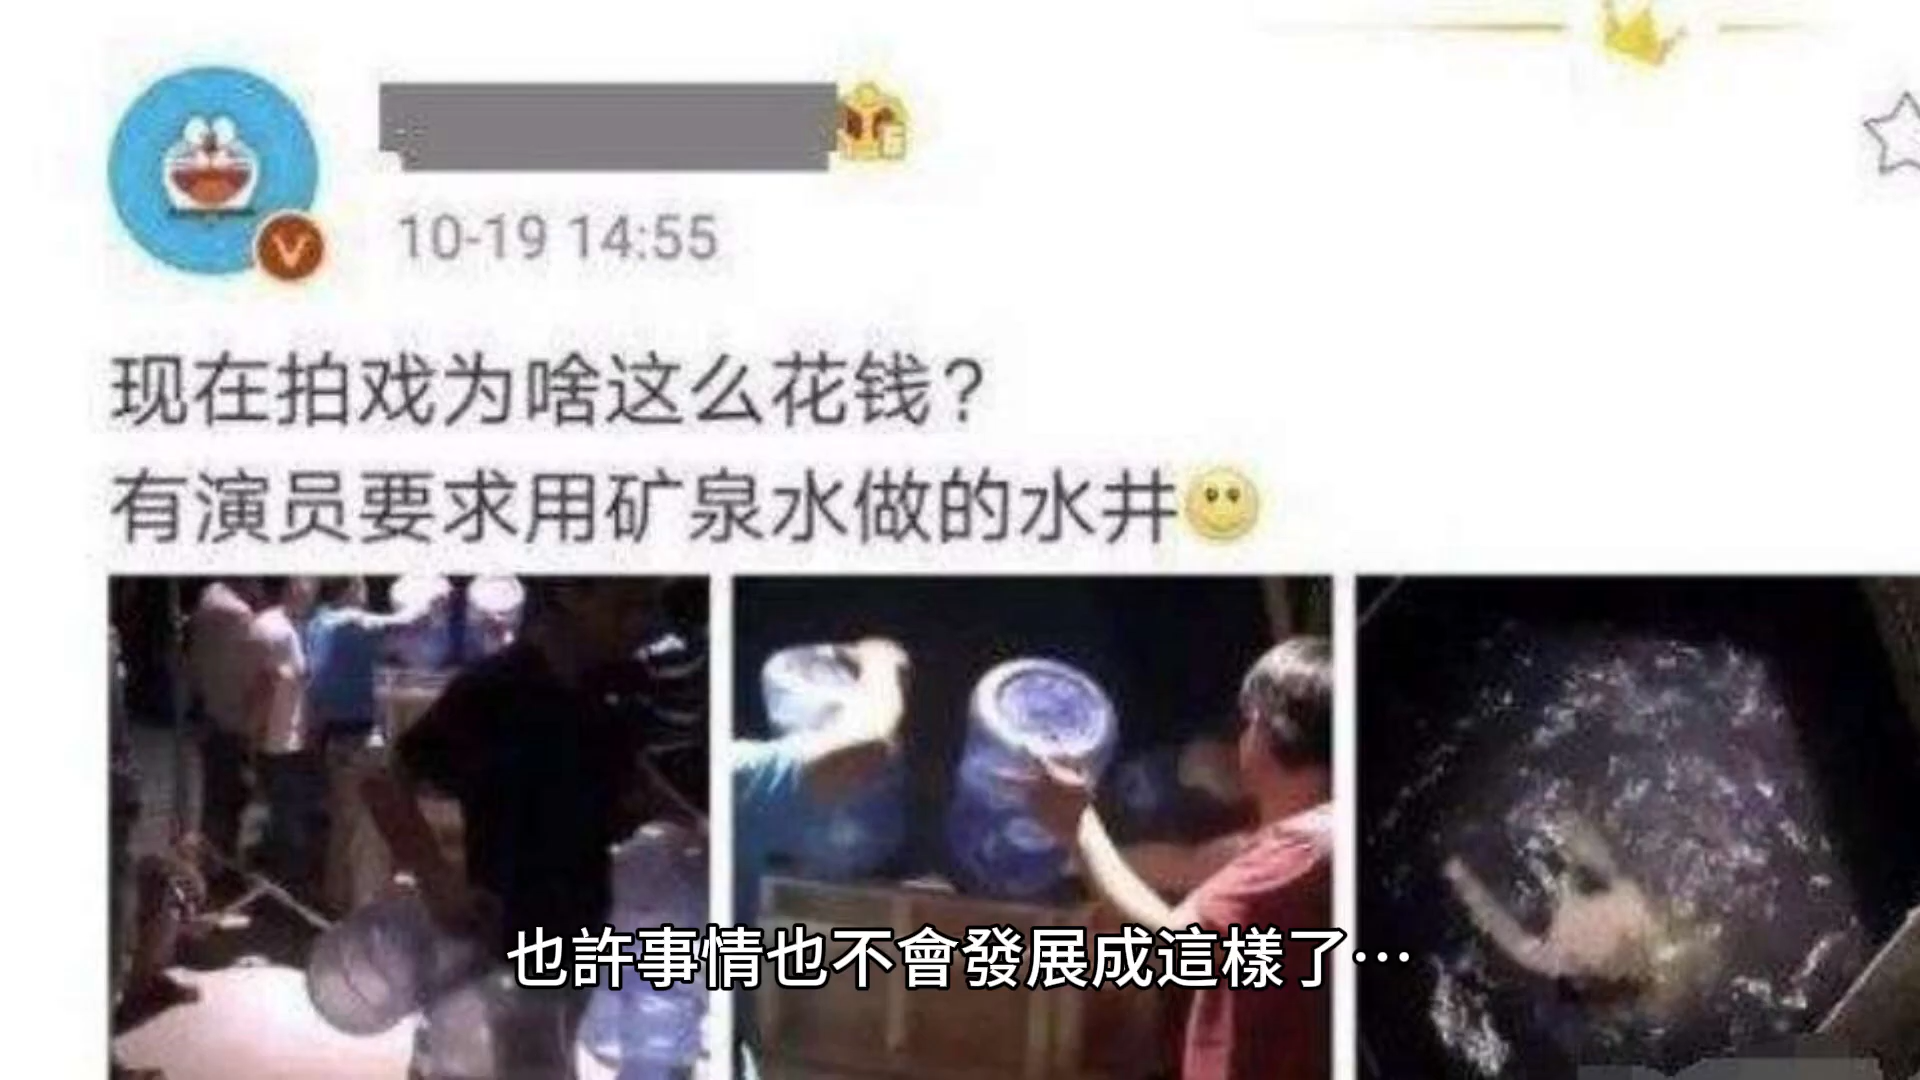 10-19 14:55
现在拍戏为啥这么花钱？
有演员要求用矿泉水做的水井
也許事情也不會發展成這樣了…